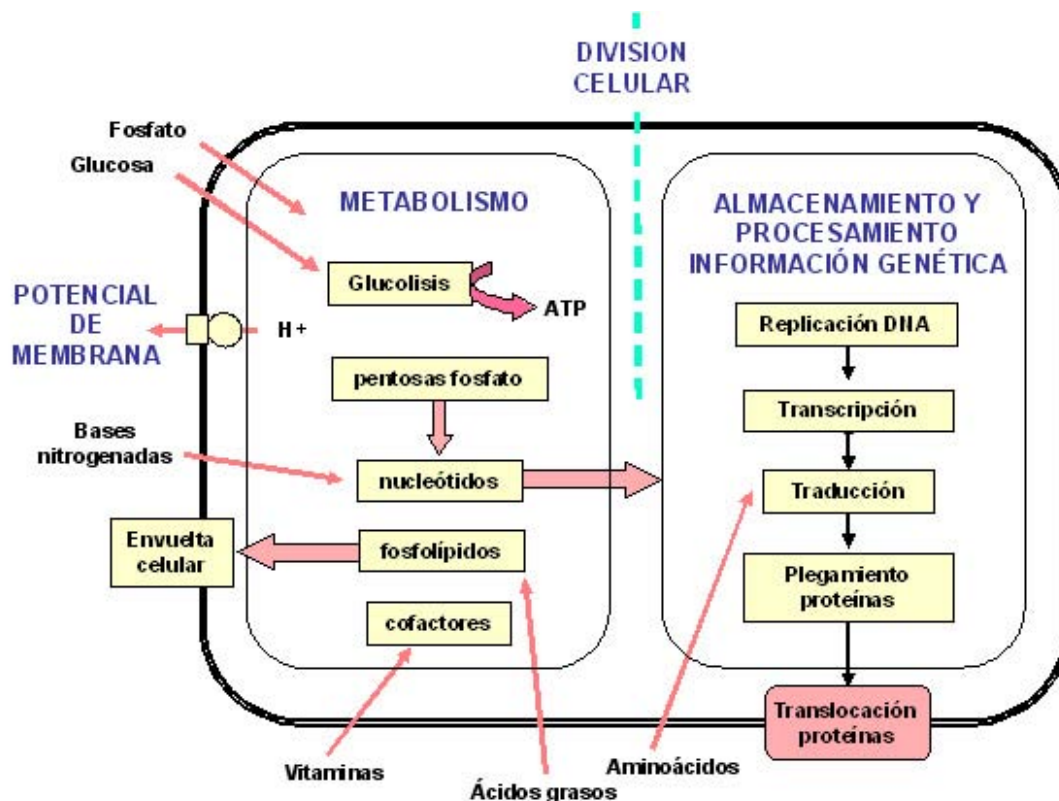 DIVISION
CELULAR
Fosfato
Glucosa
METABOLISMO
ALMACENAMIENTO Y
PROCESAMIENTO
INFORMACIÓN GENÉTICA
Glucolisis
ATP
POTENCIAL
DE
MEMBRANA
H+
Replicación DNA
pentosas fosfato
Transcripción
Bases
nitrogenadas
nucleótidos
Traducción
Envuelta
celular
fosfolípidos
Plegamiento
proteínas
cofactores
Translocación
proteínas
Vitaminas
Ácidos grasos
Aminoácidos